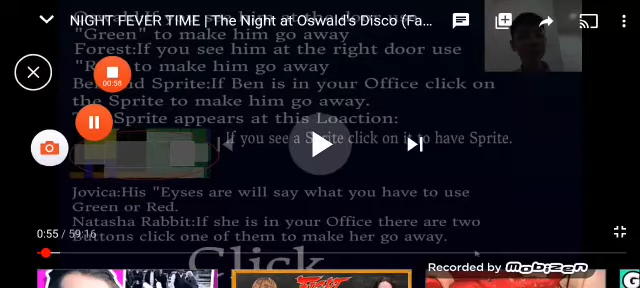 NIGHT FEVER TIME | The Night at Oswald's Disco (Fa...
"Green" to make him go away
Forest:If you see him at the right door use
to make him go away
Sprite:If Ben is in your Office click on
the Sprite to make him go away.
Sprite appears at this Loaction:
If you see a Sprite click on it to have Sprite.
00:58
Jovica:His "Eyses are will say what you have to use
Green or Red.
0:55 / 59:16
Natasha Rabbit:If she is in your Office there are two
Buttons click one of them to make her go away.
Click
Recorded by MOBIZEN